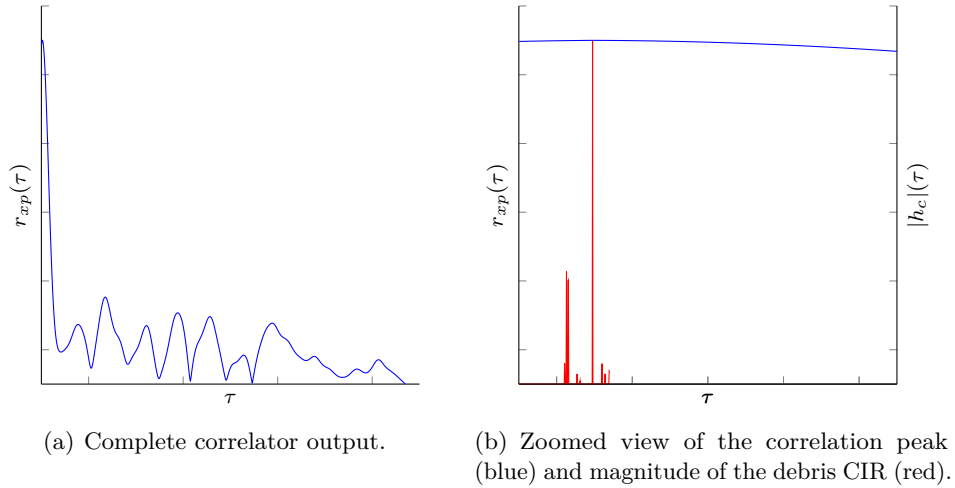 r_{xp}(τ)
τ
(a) Complete correlator output.
r_{xp}(τ)
|h_c|(τ)
τ
(b) Zoomed view of the correlation peak
(blue) and magnitude of the debris CIR (red).